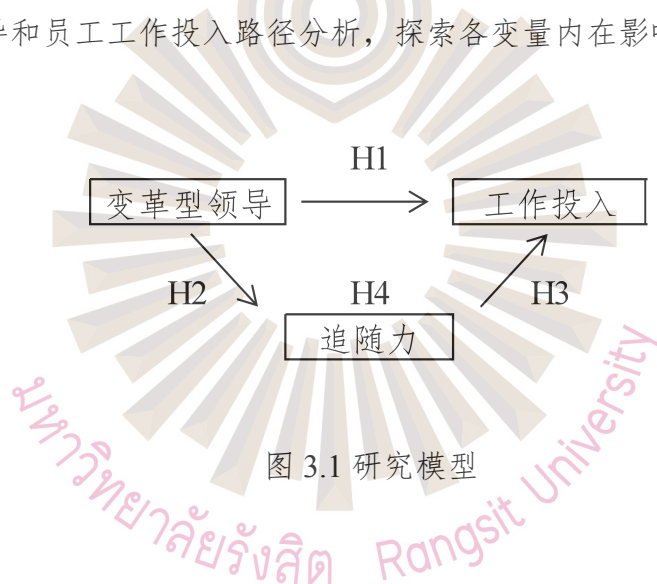 导和员工工作投入路径分析，探索各变量内在影响
H1
变革型领导
工作投入
H2
H4
H3
追随力
图 3.1 研究模型
มหาวิทยาลัยรังสิต Rangsit University